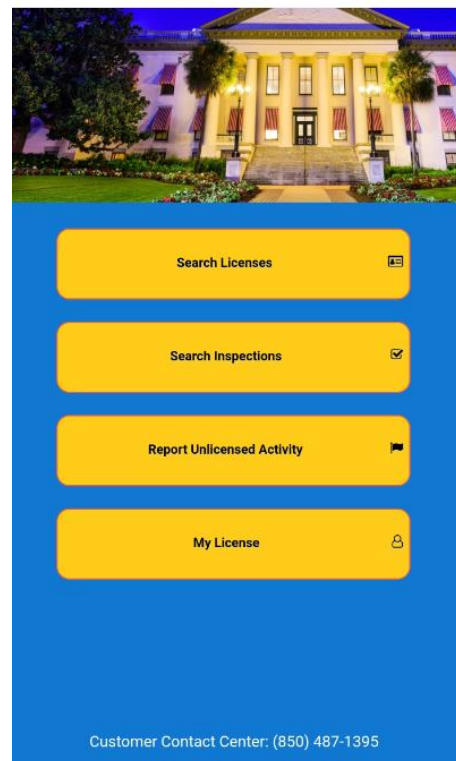 Search Licenses
Search Inspections
Report Unlicensed Activity
My License
Customer Contact Center: (850) 487-1395